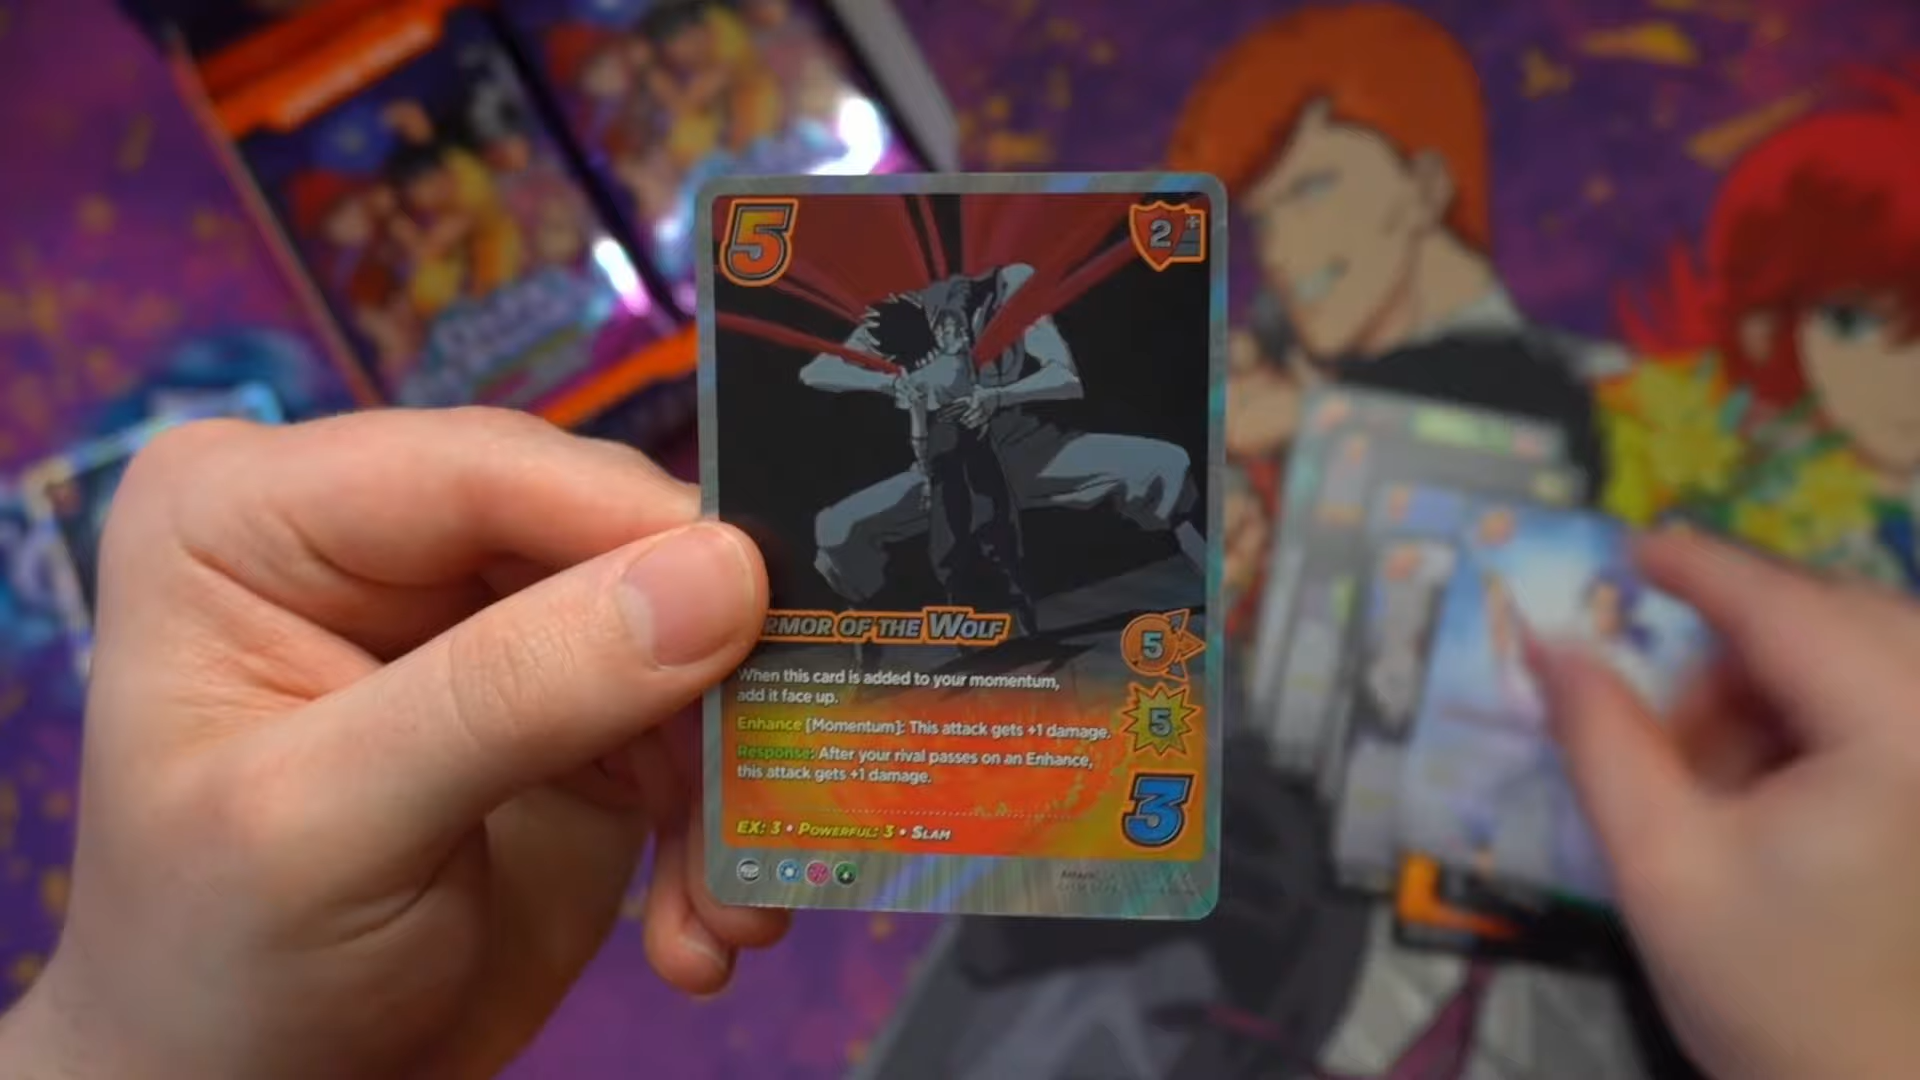 5
2
RMOR OF THE WOLF
5
When this card is added to your momentum,
add it face up.
Enhance [Momentum]: This attack gets +1 damage.
5
Response: After your rival passes on an Enhance,
this attack gets +1 damage.
3
EX: 3 • POWERFUL: 3 • SLAM